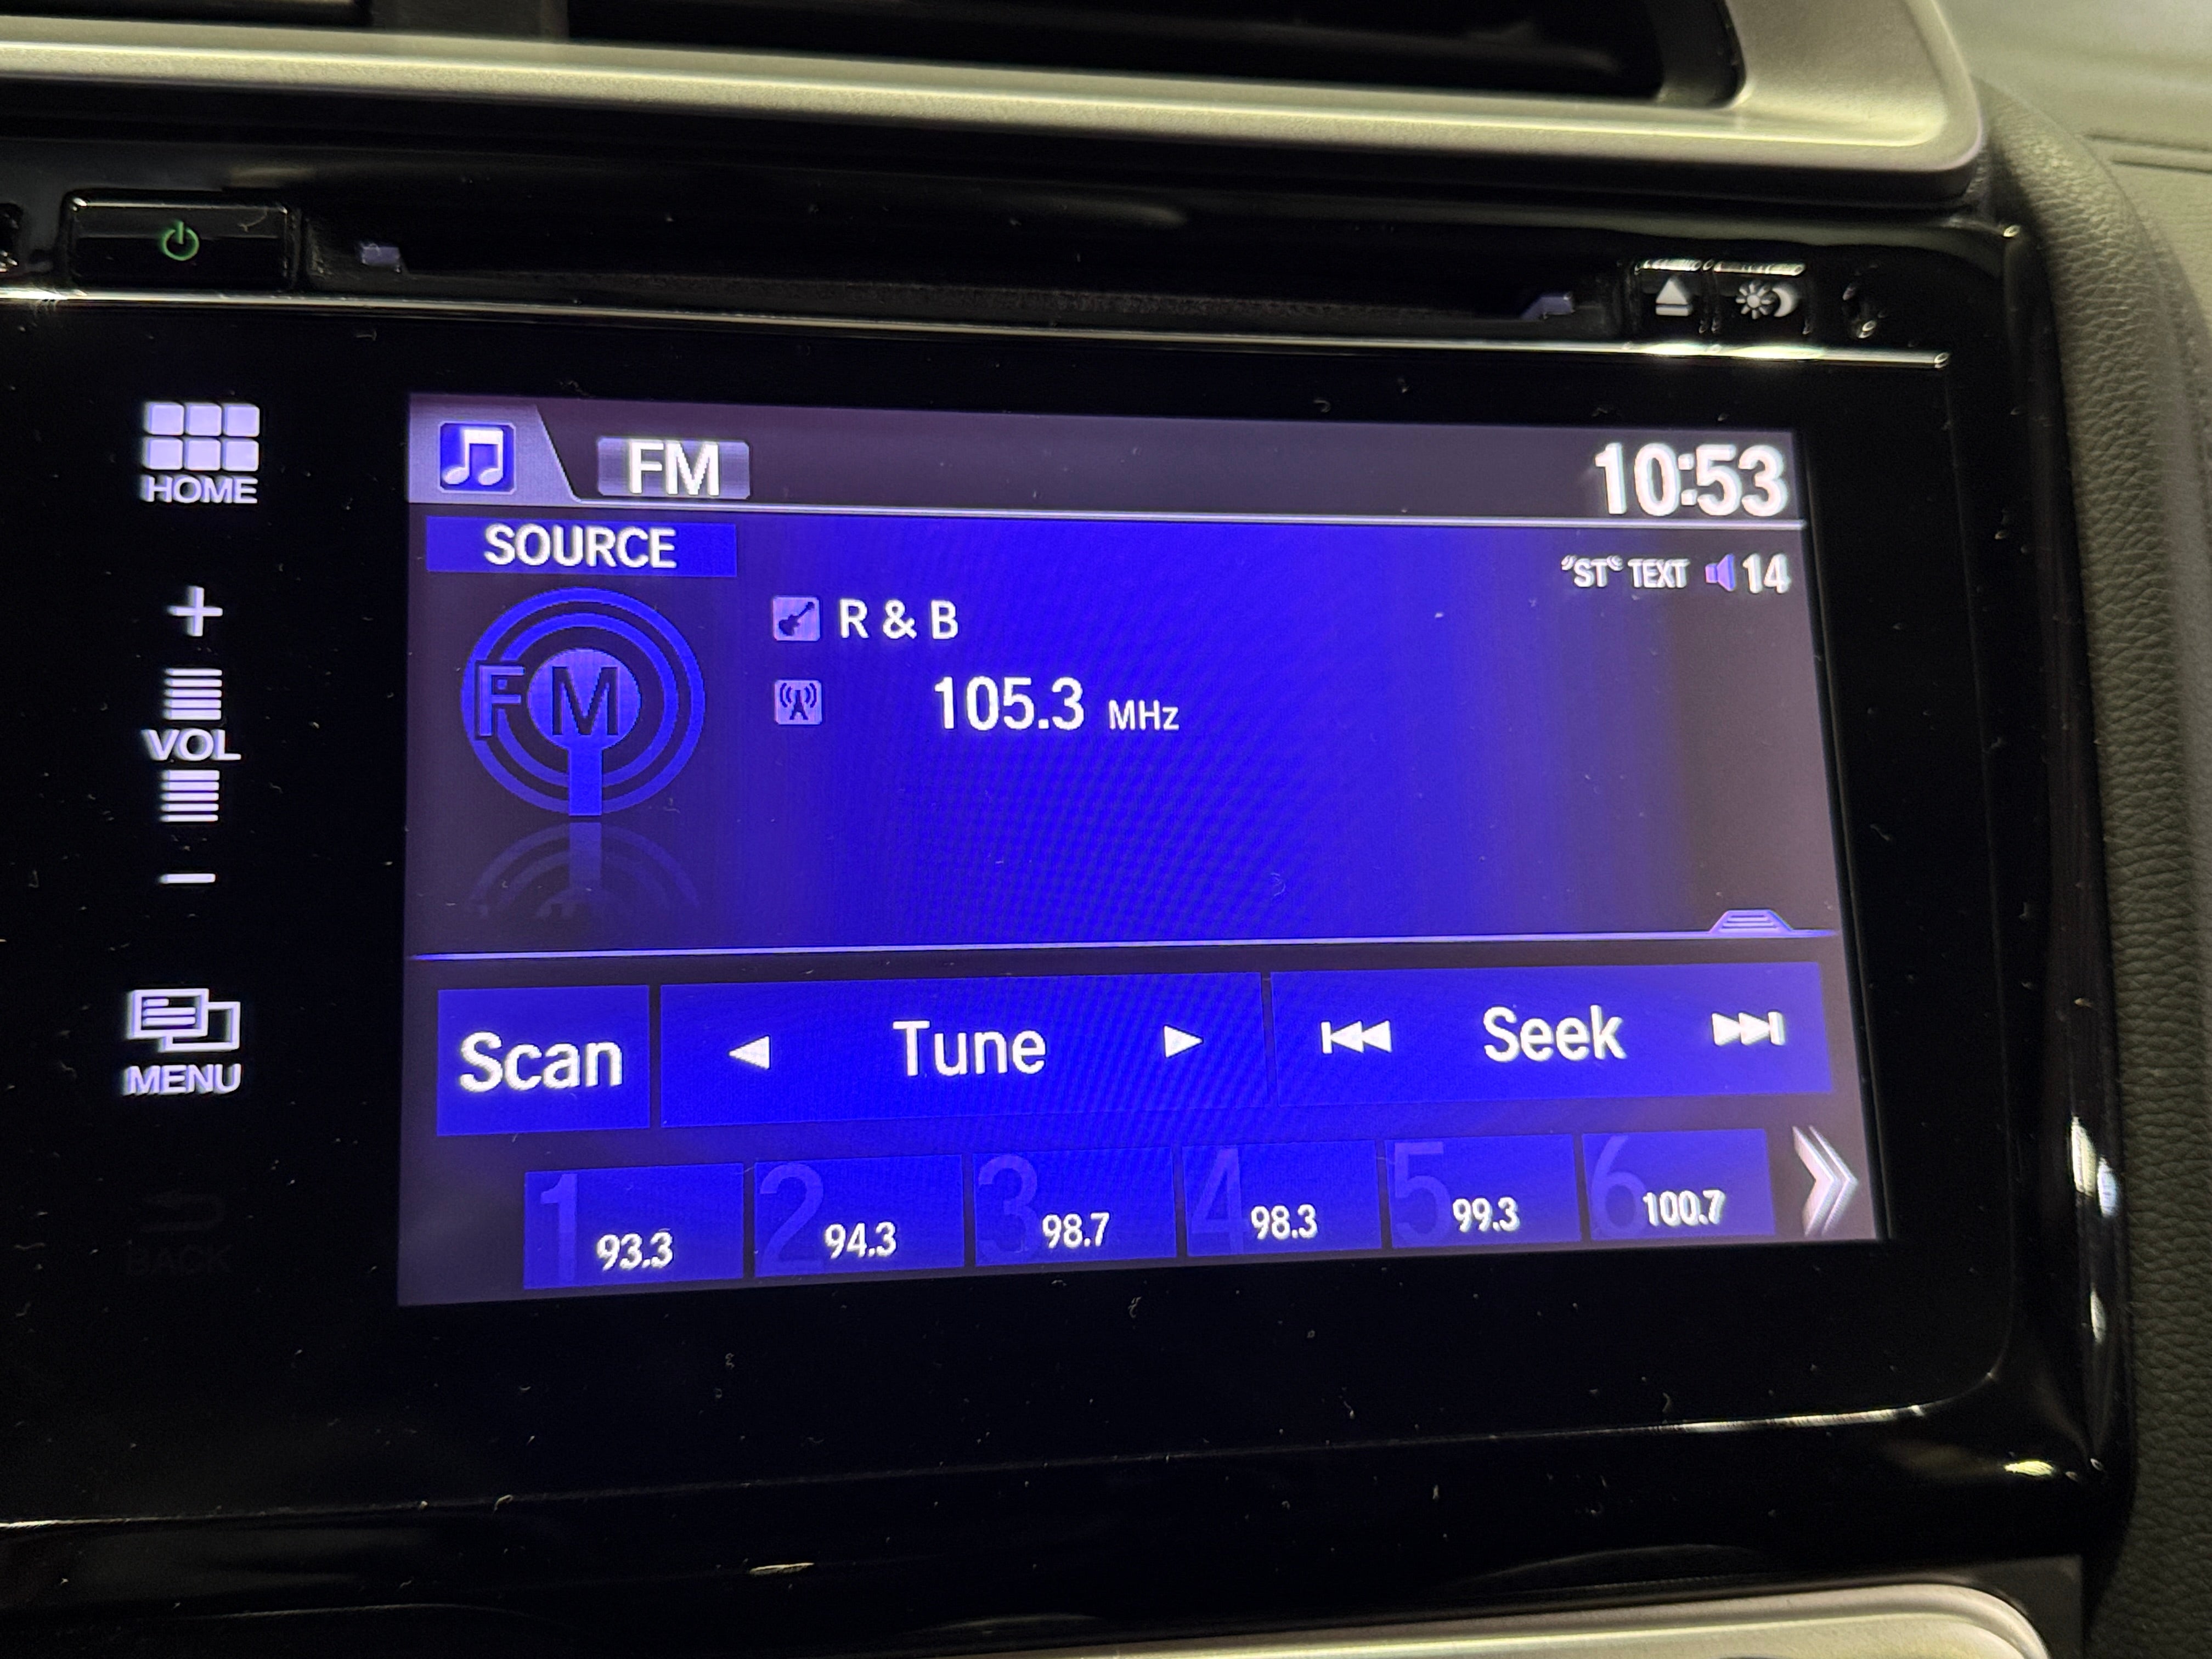 HOME
+
VOL
−
MENU
BACK
FM
10:53
SOURCE
"ST" TEXT 14
FM
R & B
105.3 MHz
Scan
Tune
Seek
1 93.3
2 94.3
3 98.7
4 98.3
5 99.3
6 100.7